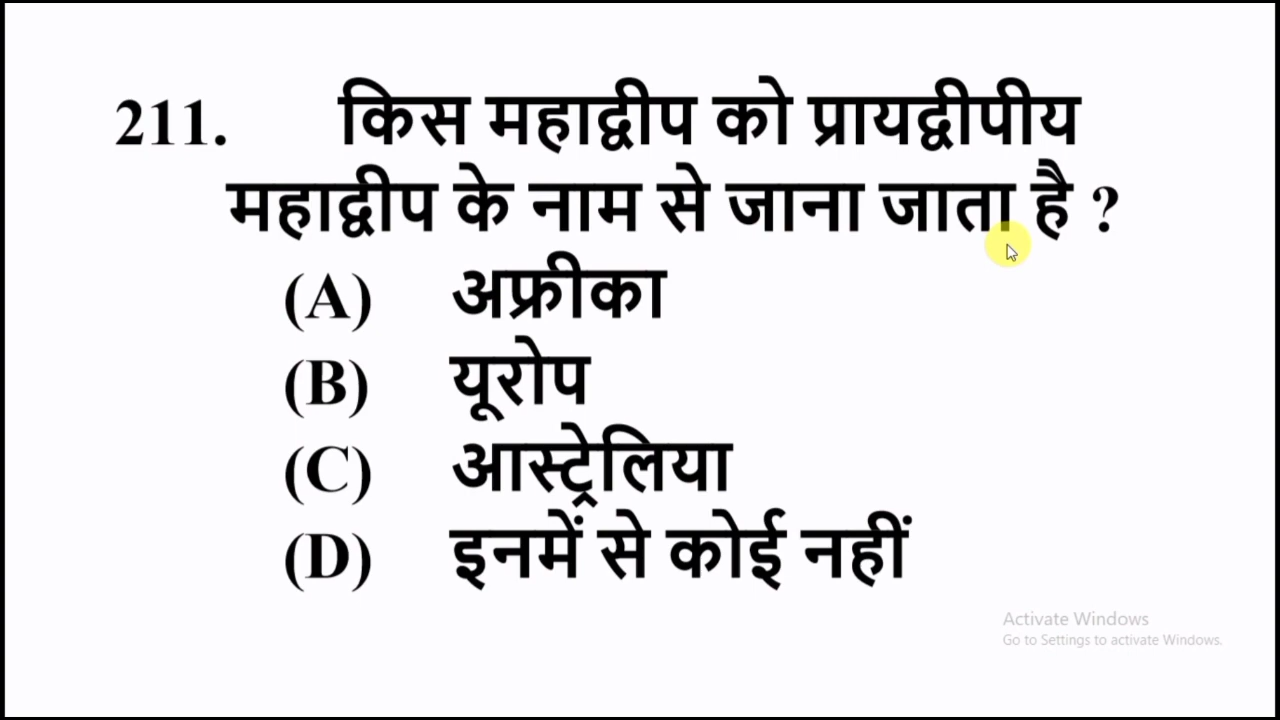 211. किस महाद्वीप को प्रायद्वीपीय
महाद्वीप के नाम से जाना जाता है ?
(A) अफ्रीका
(B) यूरोप
(C) आस्ट्रेलिया
(D) इनमें से कोई नहीं
Activate Windows
Go to Settings to activate Windows.